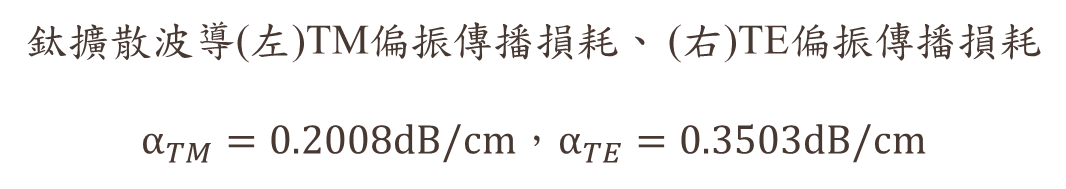 鈦擴散波導(左)TM偏振傳播損耗、(右)TE偏振傳播損耗
α_TM = 0.2008dB/cm，α_TE = 0.3503dB/cm